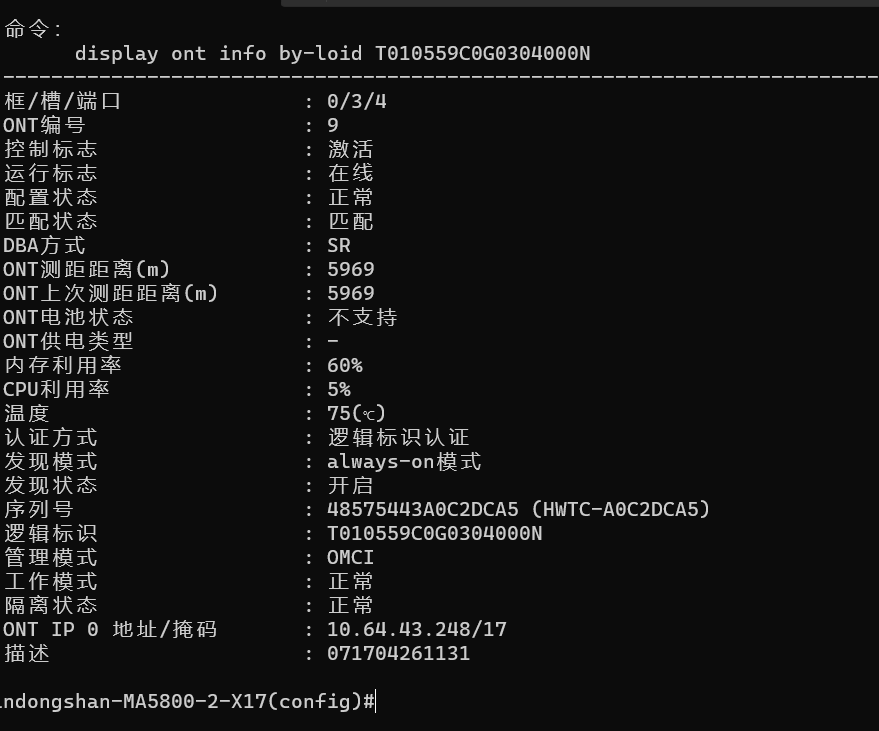 命令:
display ont info by-loid T010559C0G0304000N
--------------------------------------------------------------------------
框/槽/端口 : 0/3/4
ONT编号 : 9
控制标志 : 激活
运行标志 : 在线
配置状态 : 正常
匹配状态 : 匹配
DBA方式 : SR
ONT测距距离(m) : 5969
ONT上次测距距离(m) : 5969
ONT电池状态 : 不支持
ONT供电类型 : -
内存利用率 : 60%
CPU利用率 : 5%
温度 : 75(℃)
认证方式 : 逻辑标识认证
发现模式 : always-on模式
发现状态 : 开启
序列号 : 48575443A0C2DCA5 (HWTC-A0C2DCA5)
逻辑标识 : T010559C0G0304000N
管理模式 : OMCI
工作模式 : 正常
隔离状态 : 正常
ONT IP 0 地址/掩码 : 10.64.43.248/17
描述 : 071704261131
ndongshan-MA5800-2-X17(config)#